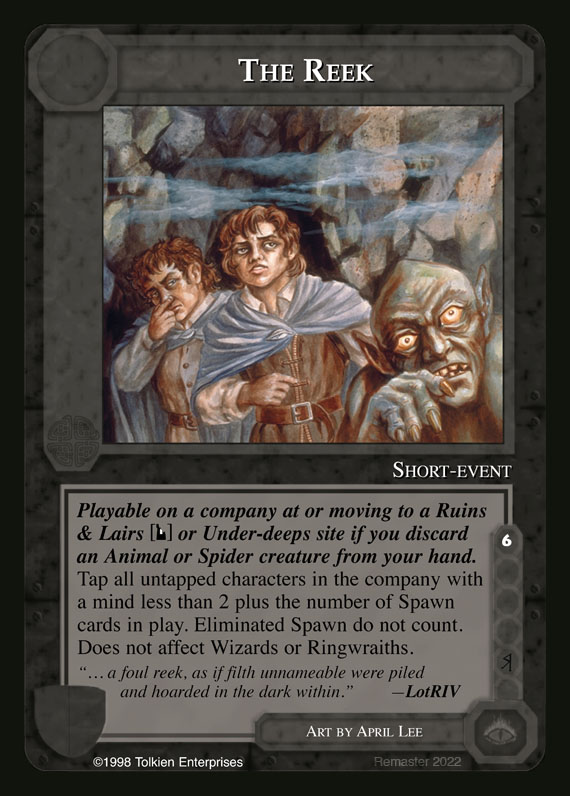 The Reek
Short-event
Playable on a company at or moving to a Ruins
& Lairs [] or Under-deeps site if you discard
an Animal or Spider creature from your hand.
Tap all untapped characters in the company with
a mind less than 2 plus the number of Spawn
cards in play. Eliminated Spawn do not count.
Does not affect Wizards or Ringwraiths.
6
“… a foul reek, as if filth unnameable were piled
and hoarded in the dark within.” —LotRIV
Art by April Lee
©1998 Tolkien Enterprises
Remaster 2022